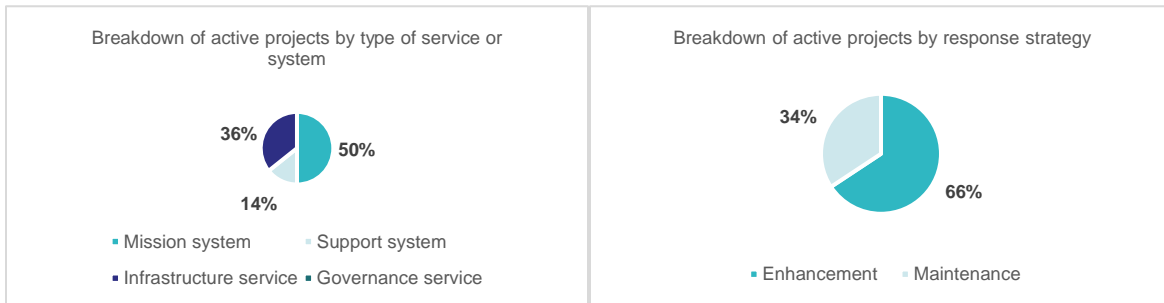 Breakdown of active projects by type of service or
system
36%
50%
14%
Mission system
Support system
Infrastructure service
Governance service
Breakdown of active projects by response strategy
34%
66%
Enhancement
Maintenance